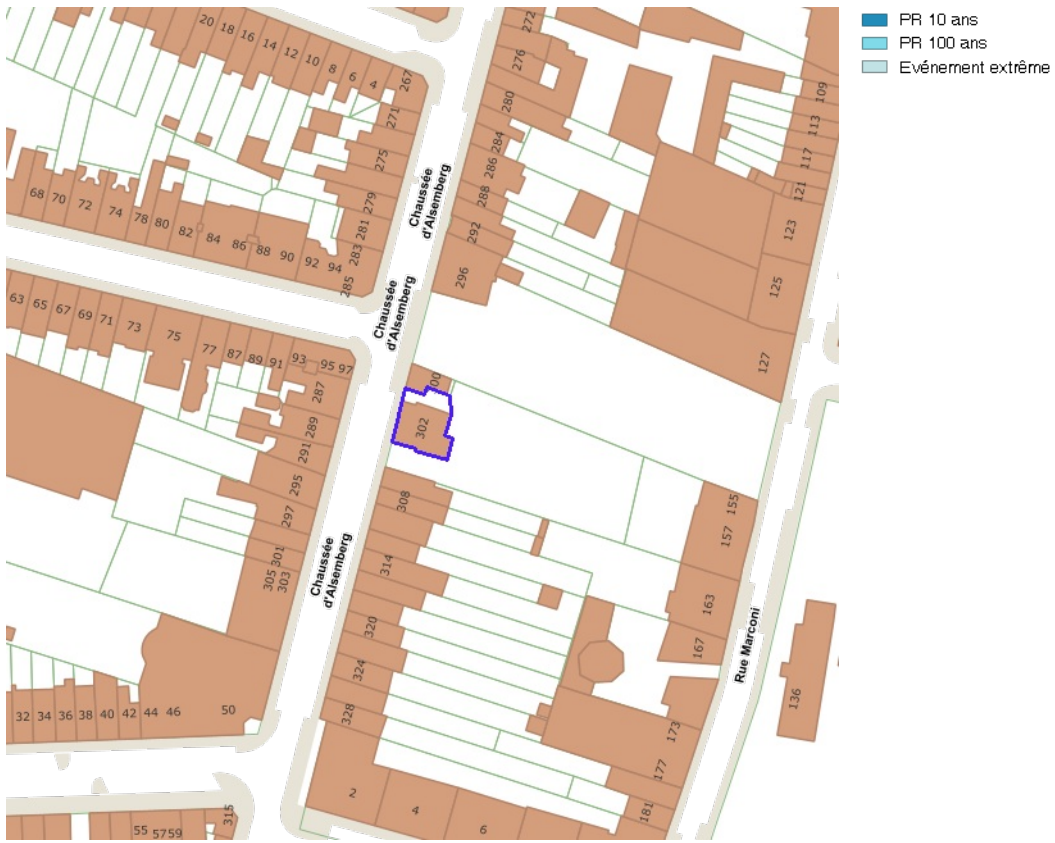 PR 10 ans
PR 100 ans
Evénement extrême
20 18 16 14 12 10 8 6 4 267
271
275
279
281
283
285
68 70 72 74 78 80 82 84 86 88 90 92 94
272
276
280
284
286
288
292
296
109
113
117
121
123
125
127
Chaussée
d'Alsemberg
Chaussée
d'Alsemberg
63 65 67 69 71 73 75 77 87 89 91 93 95 97
287
289
291
295
297
301
303
305
00
302
308
314
320
324
328
Chaussée
d'Alsemberg
155
157
163
167
173
177
181
Rue Marconi
136
32 34 36 38 40 42 44 46 50
2 4 6
55 57 59
315